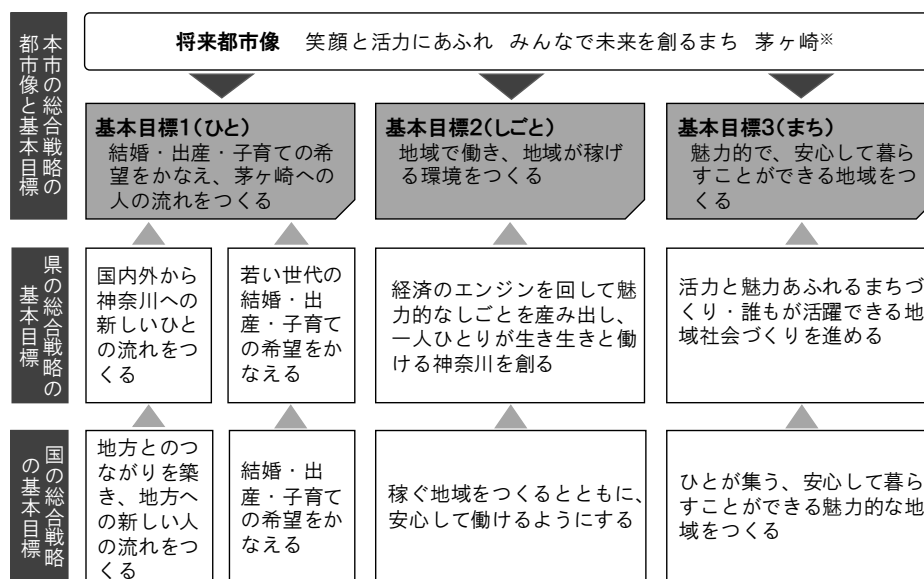 本市の総合戦略の
都市像と基本目標
将来都市像 笑顔と活力にあふれ みんなで未来を創るまち 茅ヶ崎※
基本目標1(ひと)
結婚・出産・子育ての希
望をかなえ、茅ヶ崎への
人の流れをつくる
基本目標2(しごと)
地域で働き、地域が稼げ
る環境をつくる
基本目標3(まち)
魅力的で、安心して暮ら
すことができる地域をつ
くる
県の総合戦略の
基本目標
国内外から
神奈川への
新しいひと
の流れをつ
くる
若い世代の
結婚・出
産・子育て
の希望をか
なえる
経済のエンジンを回して魅
力的なしごとを産み出し、
一人ひとりが生き生きと働
ける神奈川を創る
活力と魅力あふれるまちづ
くり・誰もが活躍できる地
域社会づくりを進める
国の総合戦略
の基本目標
地方とのつ
ながりを築
き、地方へ
の新しい人
の流れをつ
くる
結婚・出
産・子育て
の希望をか
なえる
稼ぐ地域をつくるとともに、
安心して働けるようにする
ひとが集う、安心して暮ら
すことができる魅力的な地
域をつくる